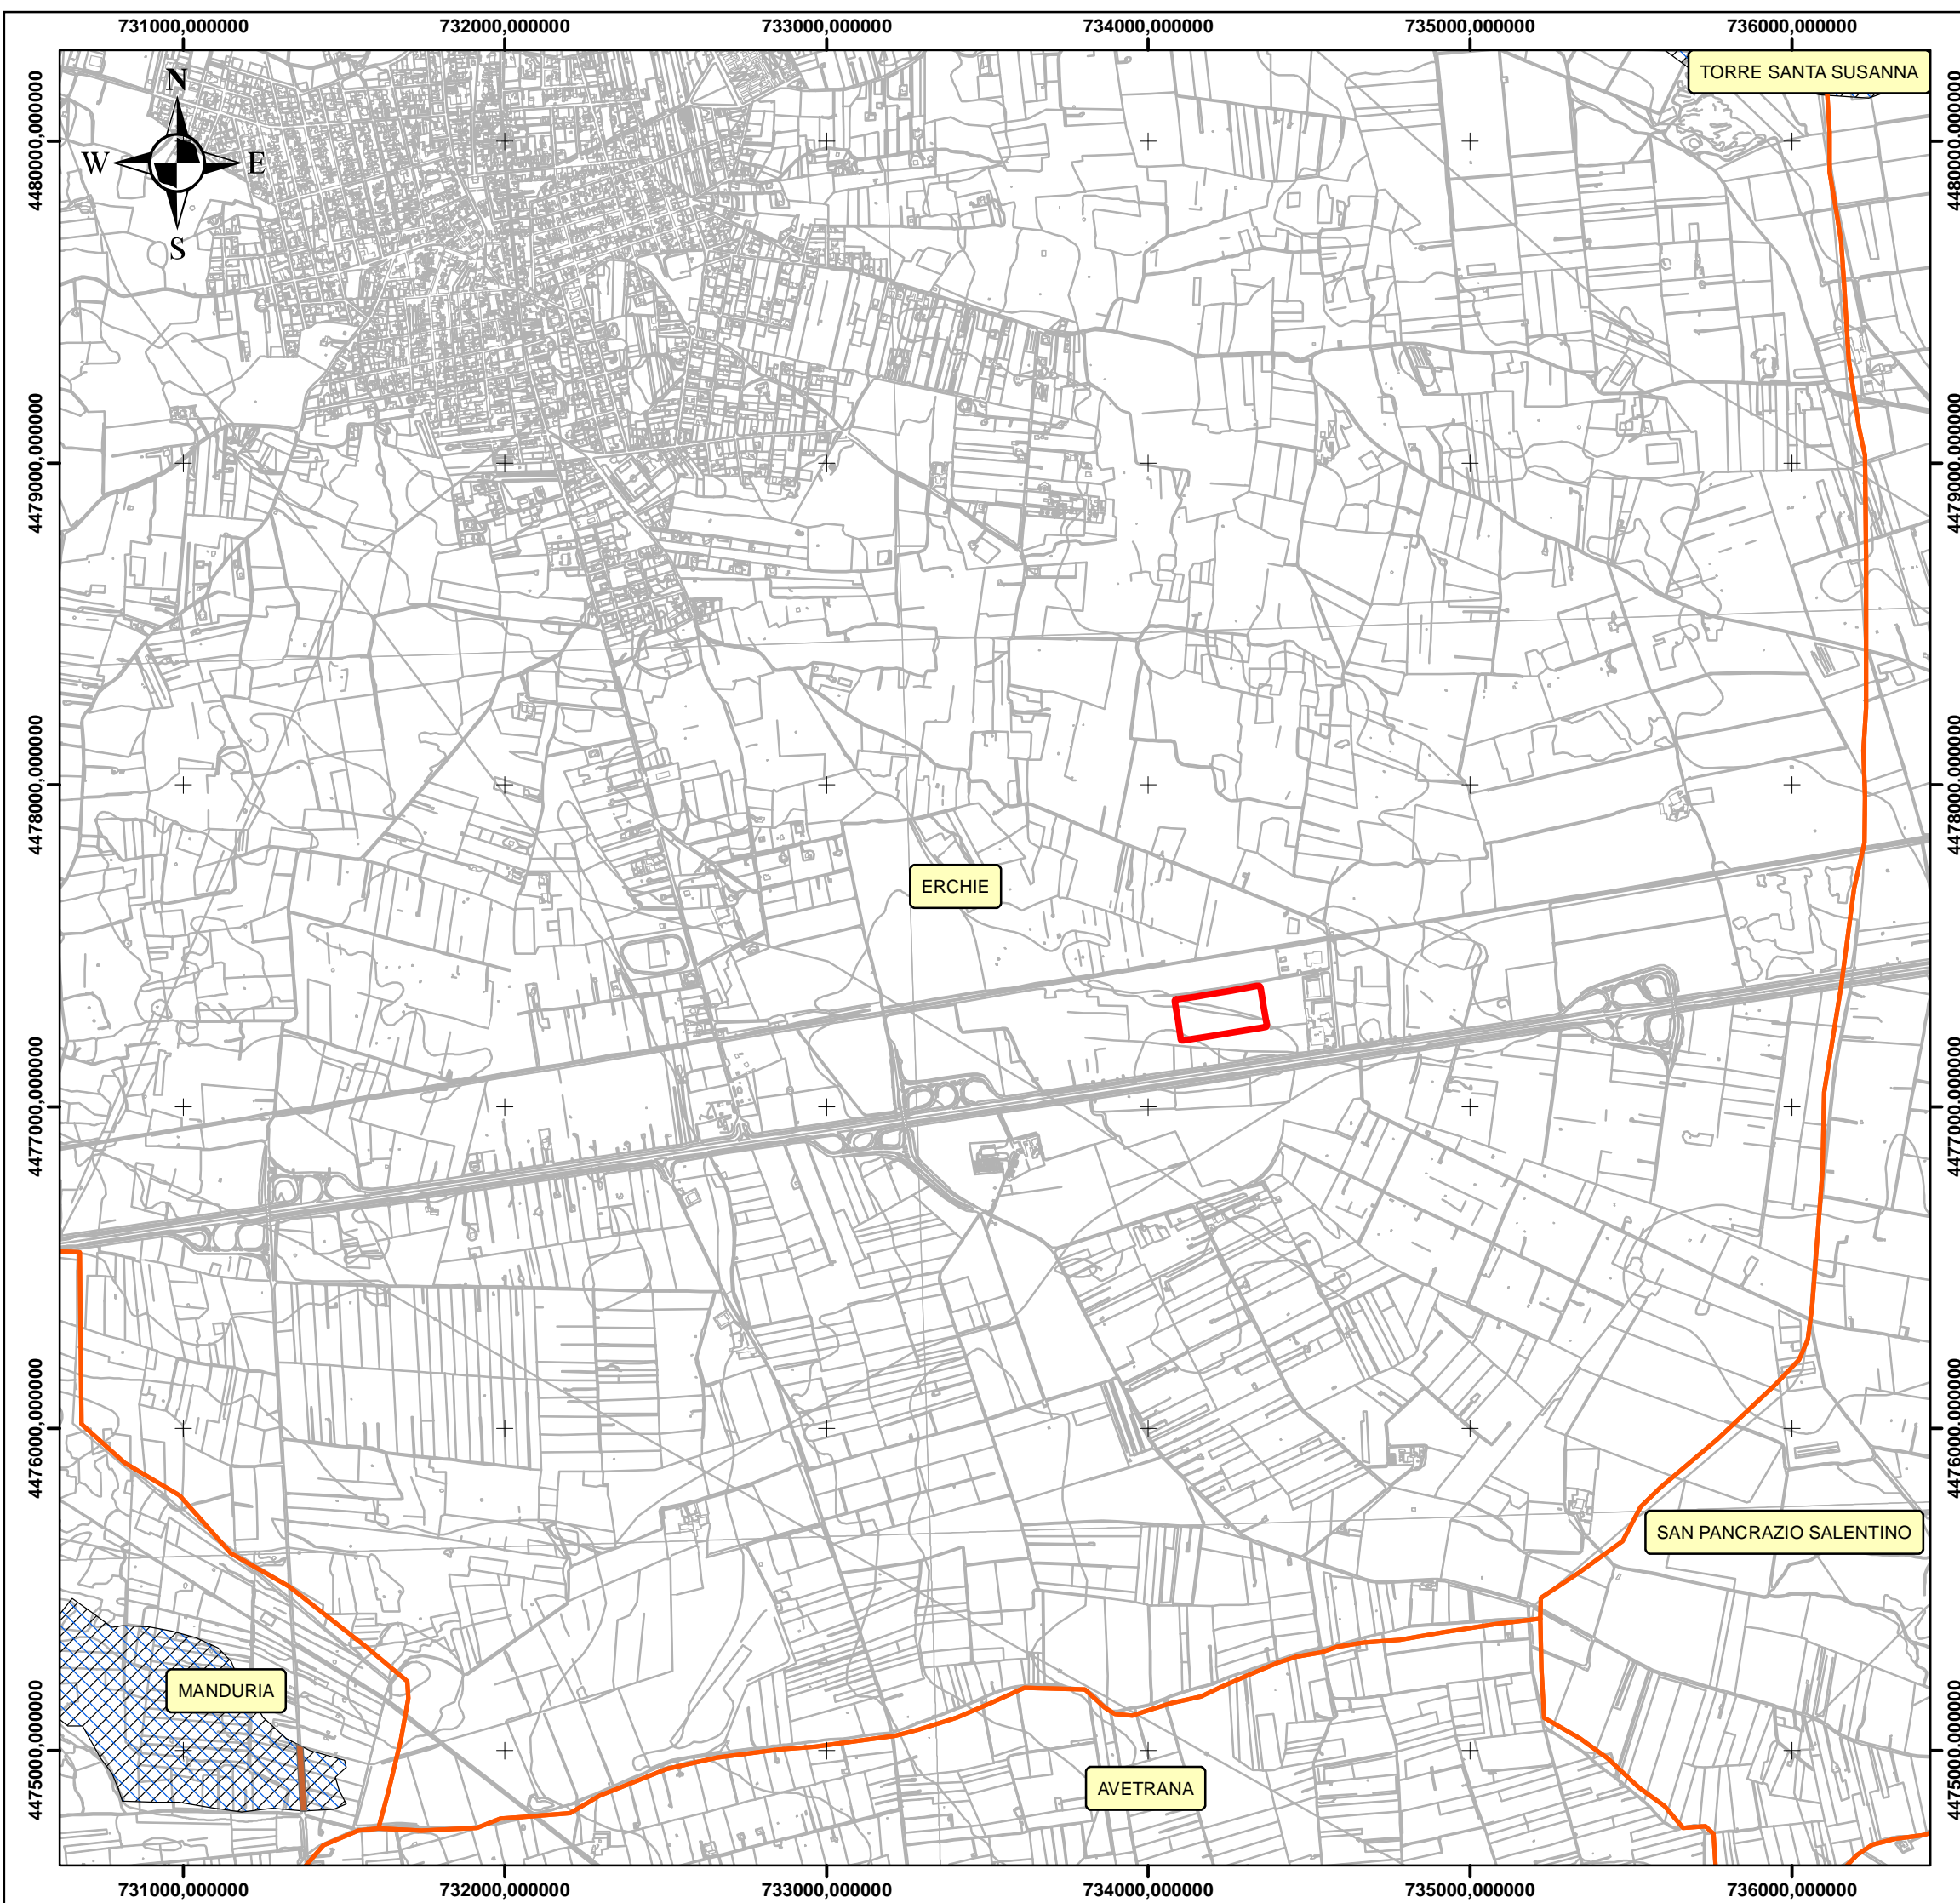 731000,000000 732000,000000 733000,000000 734000,000000 735000,000000 736000,000000
TORRE SANTA SUSANNA
N
W E
S
4480000,000000 4480000,000000
4479000,000000 4479000,000000
4478000,000000 4478000,000000
ERCHIE
4477000,000000 4477000,000000
4476000,000000 4476000,000000
SAN PANCRAZIO SALENTINO
MANDURIA
4475000,000000 4475000,000000
AVETRANA
731000,000000 732000,000000 733000,000000 734000,000000 735000,000000 736000,000000